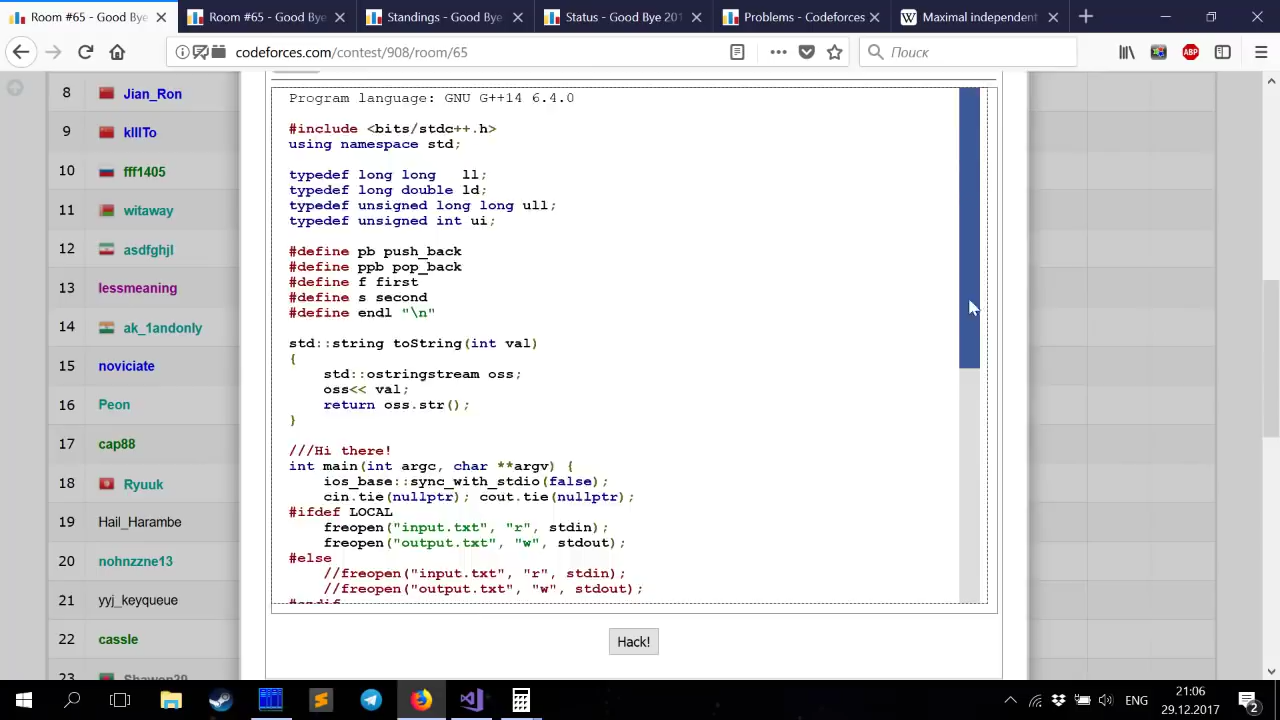 Room #65 - Good Bye
Room #65 - Good Bye
Standings - Good Bye
Status - Good Bye 201
Problems - Codeforces
W Maximal independent
codeforces.com/contest/908/room/65
Поиск
ABP
8 Jian_Ron
9
10 fff1405
11 witaway
12 asdfghjl
13 lessmeaning
14 ak_1andonly
15 noviciate
16 Peon
17 cap88
18 Ryuuk
19 Hail_Harambe
20 nohnzzne13
21 yyj_keyqueue
22 cassle
23 Shawon29
Program language: GNU G++14 6.4.0
#include <bits/stdc++.h>
using namespace std;
typedef long long   ll;
typedef long double ld;
typedef unsigned long long ull;
typedef unsigned int ui;
#define pb push_back
#define ppb pop_back
#define f first
#define s second
#define endl "\n"
std::string toString(int val)
{
    std::ostringstream oss;
    oss<< val;
    return oss.str();
}
///Hi there!
int main(int argc, char **argv) {
    ios_base::sync_with_stdio(false);
    cin.tie(nullptr); cout.tie(nullptr);
#ifdef LOCAL
    freopen("input.txt", "r", stdin);
    freopen("output.txt", "w", stdout);
#else
    //freopen("input.txt", "r", stdin);
    //freopen("output.txt", "w", stdout);
#endif
Hack!
ENG
21:06
29.12.2017
2